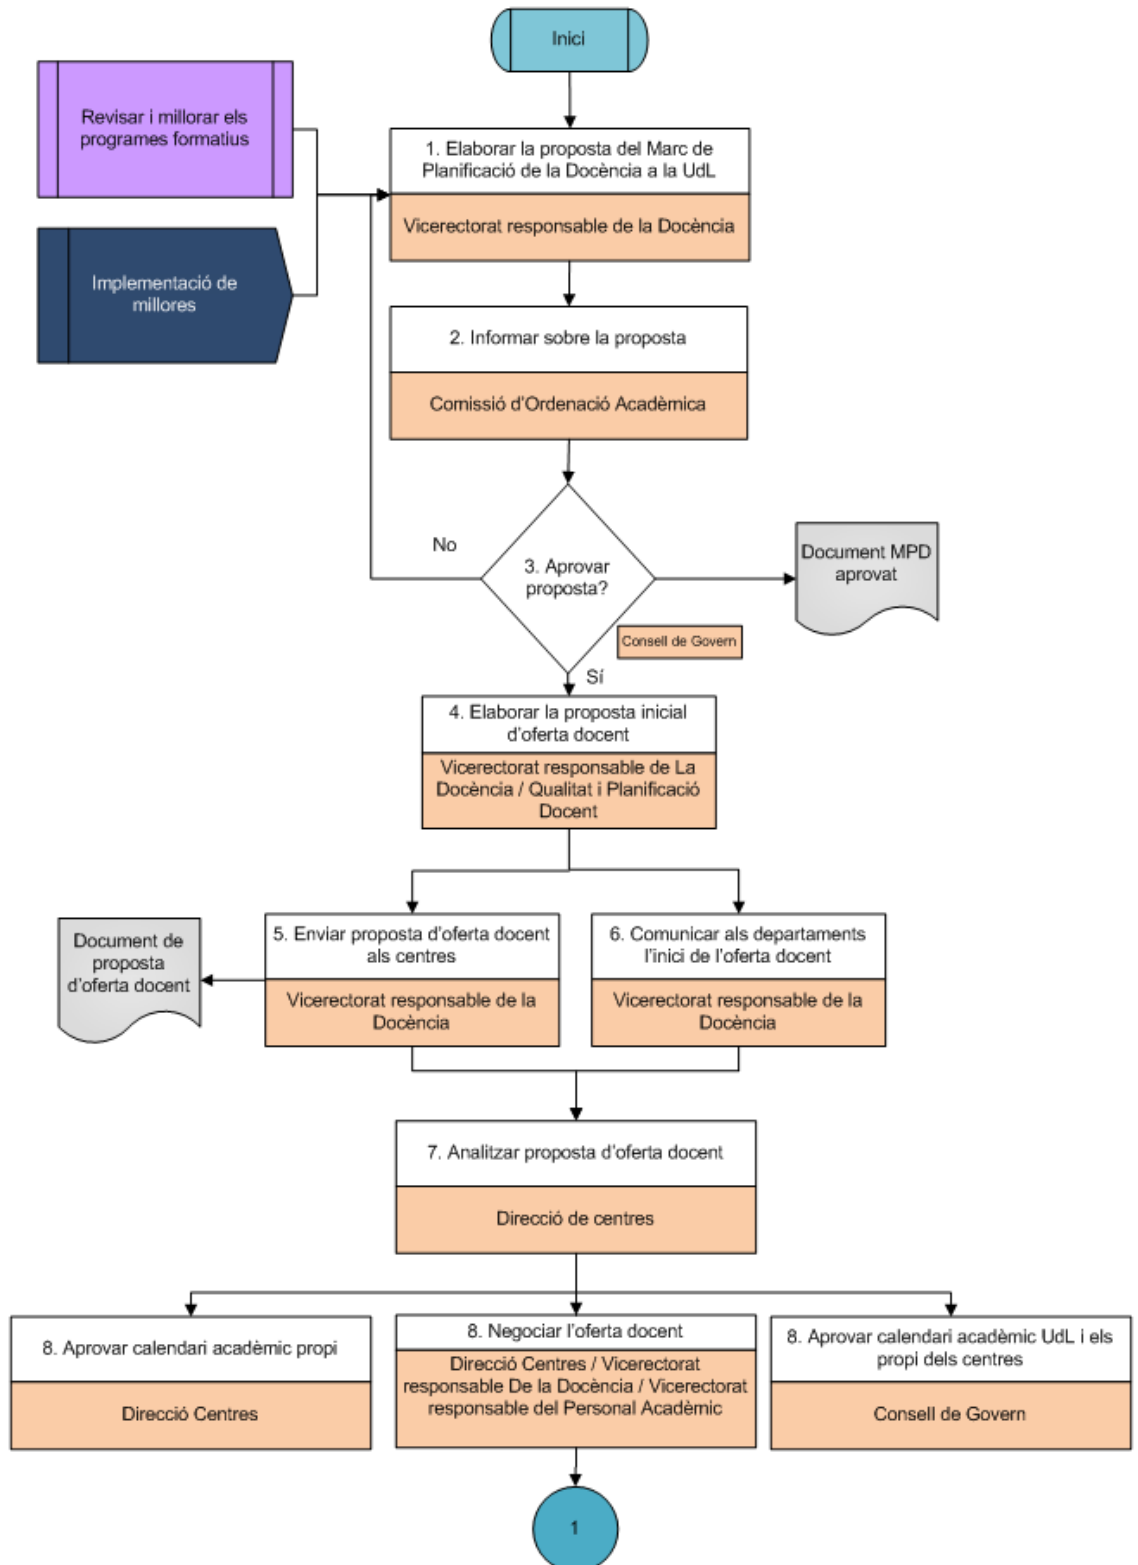 Inici
Revisar i millorar els
programes formatius
1. Elaborar la proposta del Marc de
Planificació de la Docència a la UdL
Vicerectorat responsable de la Docència
Implementació de
millores
2. Informar sobre la proposta
Comissió d'Ordenació Acadèmica
No
3. Aprovar
proposta?
Document MPD
aprovat
Consell de Govern
Sí
4. Elaborar la proposta inicial
d'oferta docent
Vicerectorat responsable de La
Docència / Qualitat i Planificació
Docent
Document de
proposta
d'oferta docent
5. Enviar proposta d'oferta docent
als centres
Vicerectorat responsable de la
Docència
6. Comunicar als departaments
l'inici de l'oferta docent
Vicerectorat responsable de la
Docència
7. Analitzar proposta d'oferta docent
Direcció de centres
8. Aprovar calendari acadèmic propi
Direcció Centres
8. Negociar l'oferta docent
Direcció Centres / Vicerectorat
responsable De la Docència / Vicerectorat
responsable del Personal Acadèmic
8. Aprovar calendari acadèmic UdL i els
propi dels centres
Consell de Govern
1